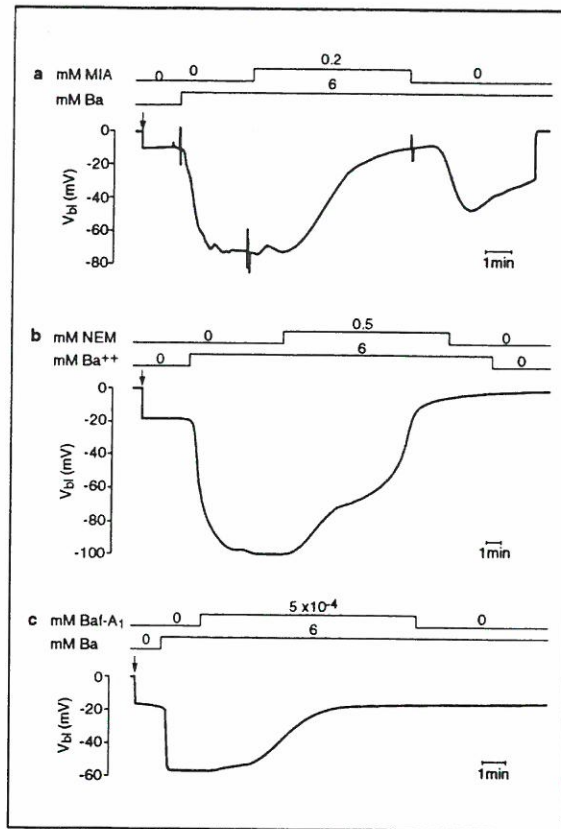 0.2
a mM MIA 0 0 0
6
mM Ba
0
-20
-40
-60
-80
Vbl (mV)
1min
0.5
b mM NEM 0 0
mM Ba++ 0 6 0
0
-20
-40
-60
-80
-100
Vbl (mV)
1min
5 x10-4
c mM Baf-A1 0 0
mM Ba 0 6
0
-20
-40
-60
Vbl (mV)
1min